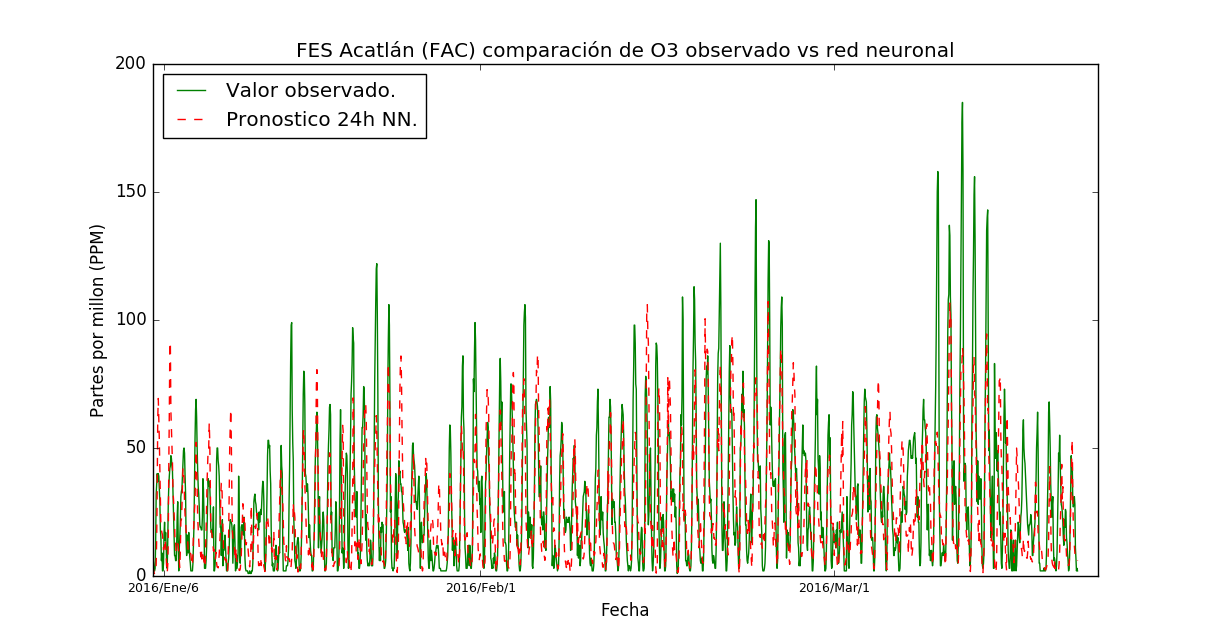 FES Acatlán (FAC) comparación de O3 observado vs red neuronal
200
150
100
50
0
Partes por millon (PPM)
Valor observado.
Pronostico 24h NN.
2016/Ene/6
2016/Feb/1
2016/Mar/1
Fecha